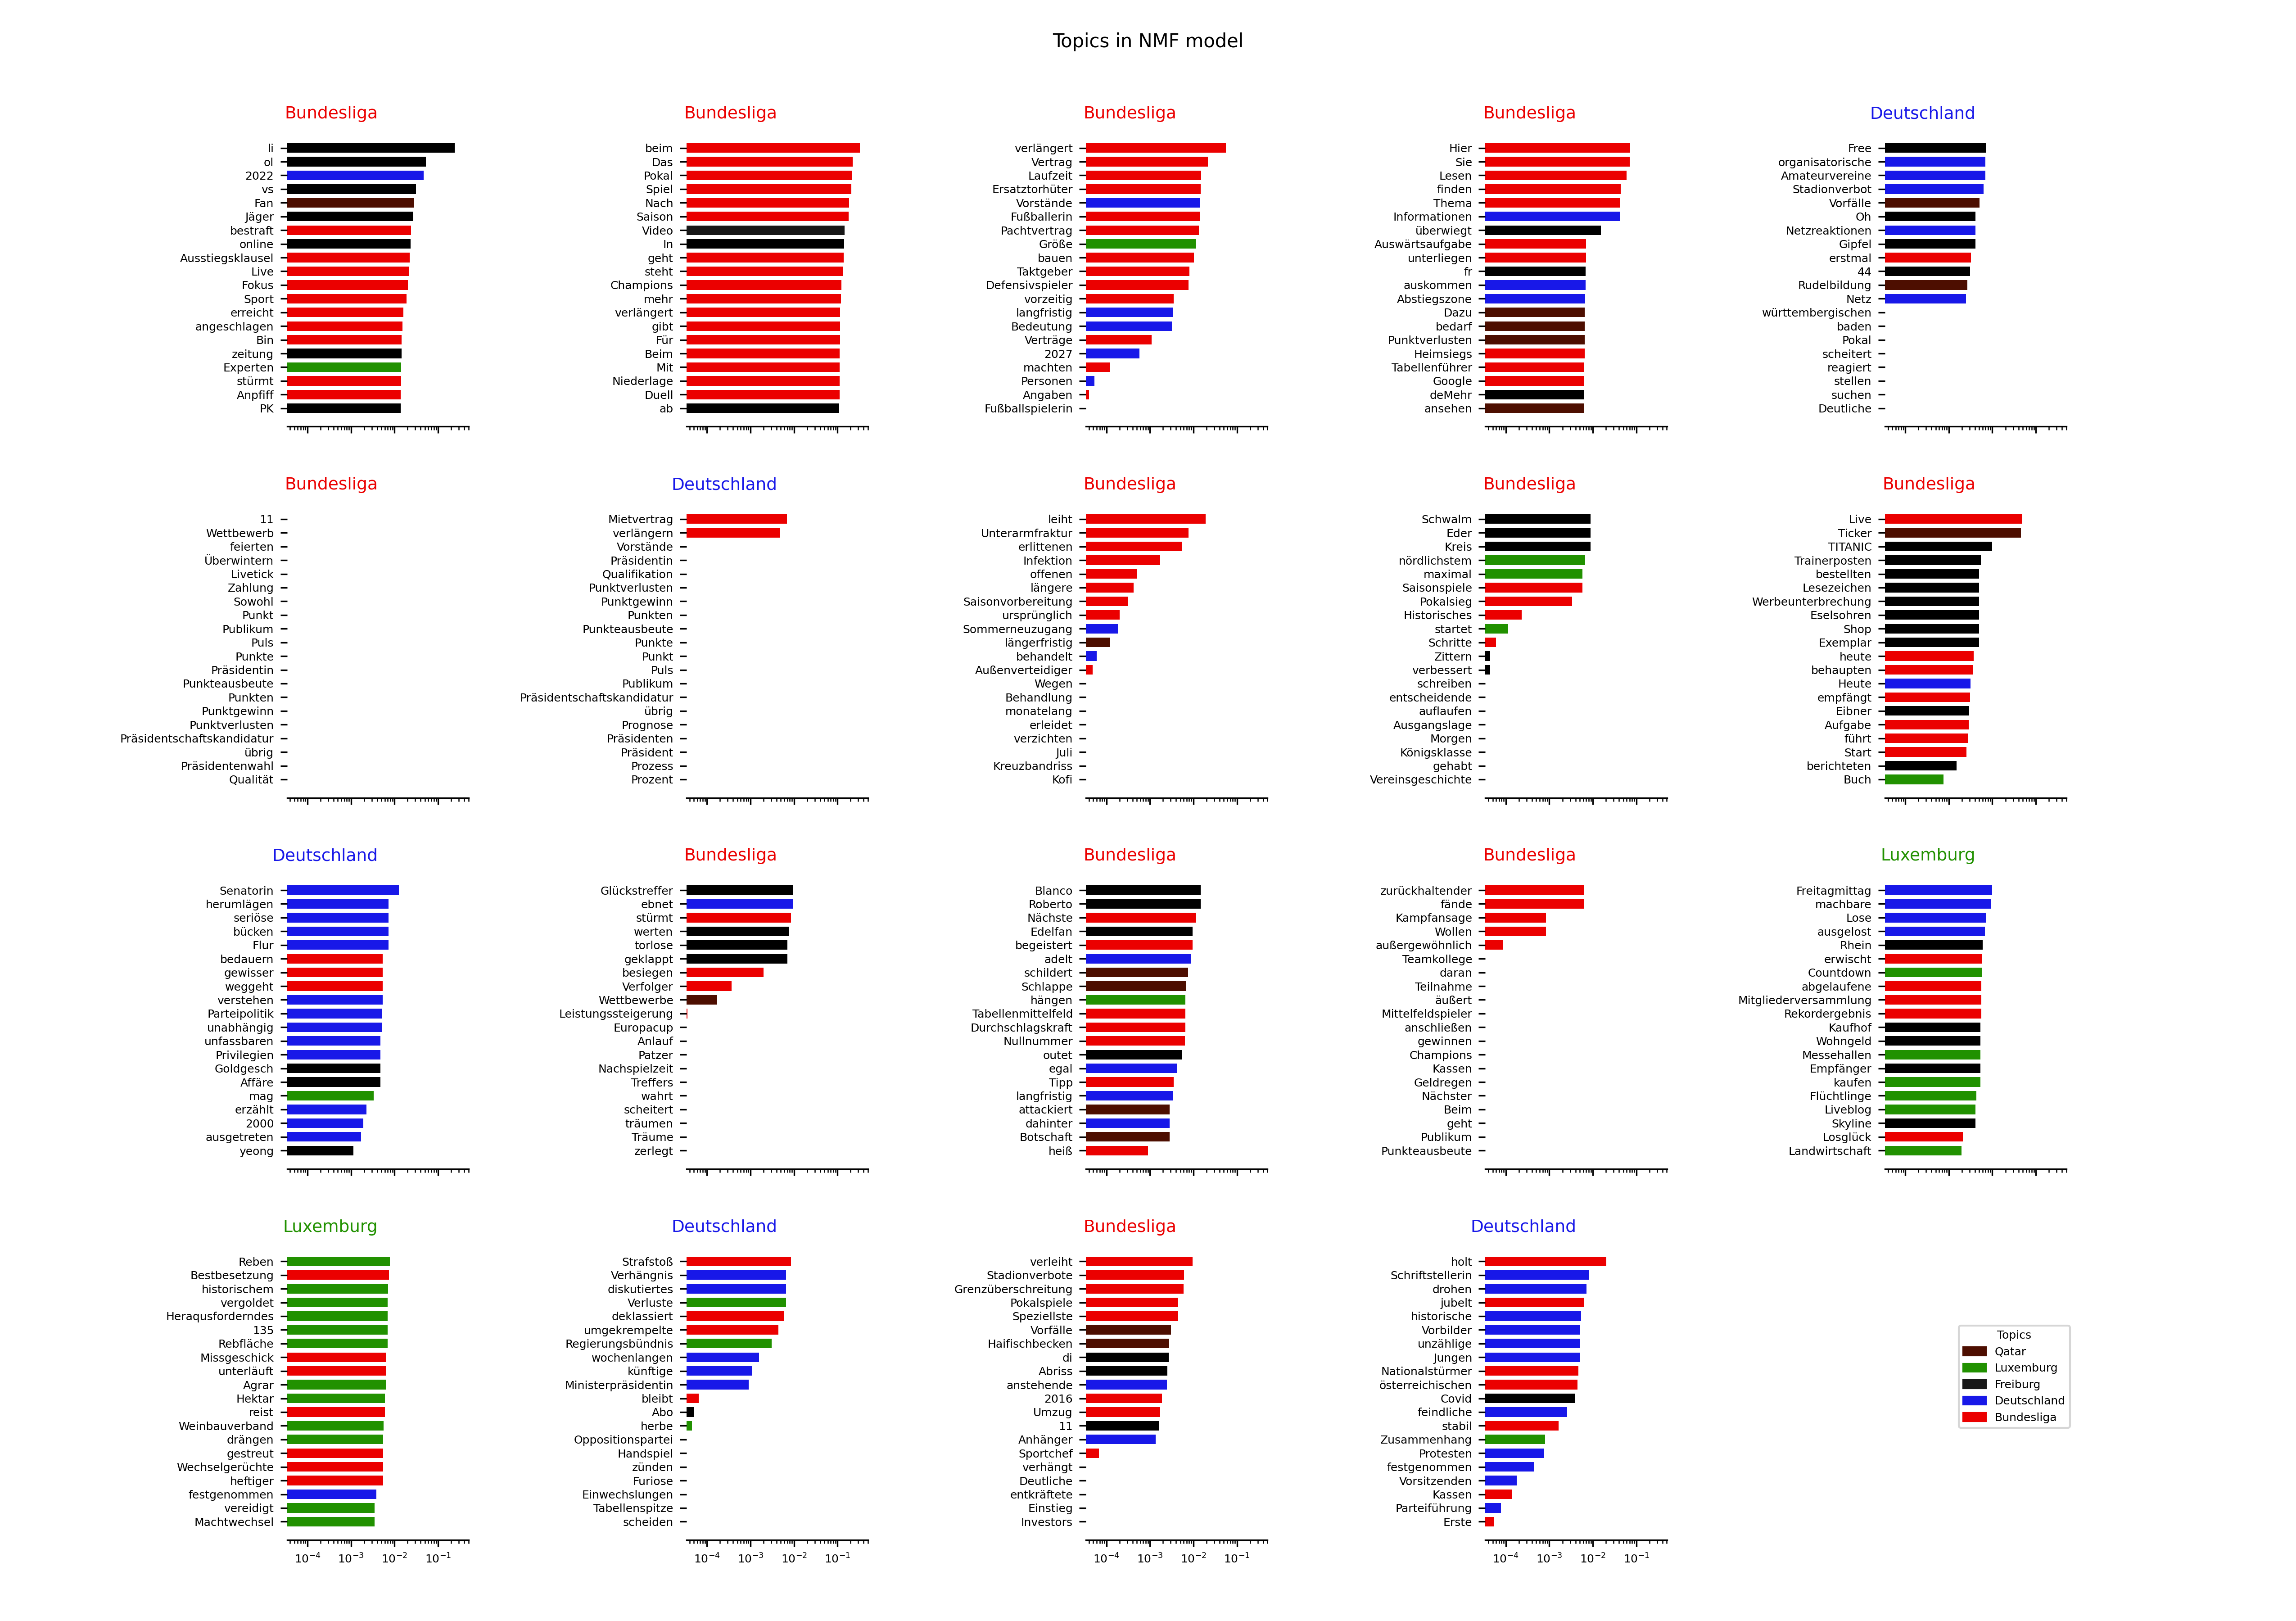 Topics in NMF model
Bundesliga
li
ol
2022
vs
Fan
Jäger
bestraft
online
Ausstiegsklausel
Live
Fokus
Sport
erreicht
angeschlagen
Bin
zeitung
Experten
stürmt
Anpfiff
PK
Bundesliga
beim
Das
Pokal
Spiel
Nach
Saison
Video
In
geht
steht
Champions
mehr
verlängert
gibt
Für
Beim
Mit
Niederlage
Duell
ab
Bundesliga
verlängert
Vertrag
Laufzeit
Ersatztorhüter
Vorstände
Fußballerin
Pachtvertrag
Größe
bauen
Taktgeber
Defensivspieler
vorzeitig
langfristig
Bedeutung
Verträge
2027
machten
Personen
Angaben
Fußballspielerin
Bundesliga
Hier
Sie
Lesen
finden
Thema
Informationen
überwiegt
Auswärtsaufgabe
unterliegen
fr
auskommen
Abstiegszone
Dazu
bedarf
Punktverlusten
Heimsiegs
Tabellenführer
Google
deMehr
ansehen
Deutschland
Free
organisatorische
Amateurvereine
Stadionverbot
Vorfälle
Oh
Netzreaktionen
Gipfel
erstmal
44
Rudelbildung
Netz
württembergischen
baden
Pokal
scheitert
reagiert
stellen
suchen
Deutliche
Bundesliga
11
Wettbewerb
feierten
Überwintern
Livetick
Zahlung
Sowohl
Punkt
Publikum
Puls
Punkte
Präsidentin
Punkteausbeute
Punkten
Punktgewinn
Punktverlusten
Präsidentschaftskandidatur
übrig
Präsidentenwahl
Qualität
Deutschland
Mietvertrag
verlängern
Vorstände
Präsidentin
Qualifikation
Punktverlusten
Punktgewinn
Punkten
Punkteausbeute
Punkte
Punkt
Puls
Publikum
Präsidentschaftskandidatur
übrig
Prognose
Präsidenten
Präsident
Prozess
Prozent
Bundesliga
leiht
Unterarmfraktur
erlittenen
Infektion
offenen
längere
Saisonvorbereitung
ursprünglich
Sommerneuzugang
längerfristig
behandelt
Außenverteidiger
Wegen
Behandlung
monatelang
erleidet
verzichten
Juli
Kreuzbandriss
Kofi
Bundesliga
Schwalm
Eder
Kreis
nördlichstem
maximal
Saisonspiele
Pokalsieg
Historisches
startet
Schritte
Zittern
verbessert
schreiben
entscheidende
auflaufen
Ausgangslage
Morgen
Königsklasse
gehabt
Vereinsgeschichte
Bundesliga
Live
Ticker
TITANIC
Trainerposten
bestellten
Lesezeichen
Werbeunterbrechung
Eselsohren
Shop
Exemplar
heute
behaupten
Heute
empfängt
Eibner
Aufgabe
führt
Start
berichteten
Buch
Deutschland
Senatorin
herumlägen
seriöse
bücken
Flur
bedauern
gewisser
weggeht
verstehen
Parteipolitik
unabhängig
unfassbaren
Privilegien
Goldgesch
Affäre
mag
erzählt
2000
ausgetreten
yeong
Bundesliga
Glückstreffer
ebnet
stürmt
werten
torlose
geklappt
besiegen
Verfolger
Wettbewerbe
Leistungssteigerung
Europacup
Anlauf
Patzer
Nachspielzeit
Treffers
wahrt
scheitert
träumen
Träume
zerlegt
Bundesliga
Blanco
Roberto
Nächste
Edelfan
begeistert
adelt
schildert
Schlappe
hängen
Tabellenmittelfeld
Durchschlagskraft
Nullnummer
outet
egal
Tipp
langfristig
attackiert
dahinter
Botschaft
heiß
Bundesliga
zurückhaltender
fände
Kampfansage
Wollen
außergewöhnlich
Teamkollege
daran
Teilnahme
äußert
Mittelfeldspieler
anschließen
gewinnen
Champions
Kassen
Geldregen
Nächster
Beim
geht
Publikum
Punkteausbeute
Luxemburg
Freitagmittag
machbare
Lose
ausgelost
Rhein
erwischt
Countdown
abgelaufene
Mitgliederversammlung
Rekordergebnis
Kaufhof
Wohngeld
Messehallen
Empfänger
kaufen
Flüchtlinge
Liveblog
Skyline
Losglück
Landwirtschaft
Luxemburg
Reben
Bestbesetzung
historischem
vergoldet
Heraqusforderndes
135
Rebfläche
Missgeschick
unterläuft
Agrar
Hektar
reist
Weinbauverband
drängen
gestreut
Wechselgerüchte
heftiger
festgenommen
vereidigt
Machtwechsel
10⁻⁴ 10⁻³ 10⁻² 10⁻¹
Deutschland
Strafstoß
Verhängnis
diskutiertes
Verluste
deklassiert
umgekrempelte
Regierungsbündnis
wochenlangen
künftige
Ministerpräsidentin
bleibt
Abo
herbe
Oppositionspartei
Handspiel
zünden
Furiose
Einwechslungen
Tabellenspitze
scheiden
10⁻⁴ 10⁻³ 10⁻² 10⁻¹
Bundesliga
verleiht
Stadionverbote
Grenzüberschreitung
Pokalspiele
Speziellste
Vorfälle
Haifischbecken
di
Abriss
anstehende
2016
Umzug
11
Anhänger
Sportchef
verhängt
Deutliche
entkräftete
Einstieg
Investors
10⁻⁴ 10⁻³ 10⁻² 10⁻¹
Deutschland
holt
Schriftstellerin
drohen
jubelt
historische
Vorbilder
unzählige
Jungen
Nationalstürmer
österreichischen
Covid
feindliche
stabil
Zusammenhang
Protesten
festgenommen
Vorsitzenden
Kassen
Parteiführung
Erste
10⁻⁴ 10⁻³ 10⁻² 10⁻¹
Topics
Qatar
Luxemburg
Freiburg
Deutschland
Bundesliga